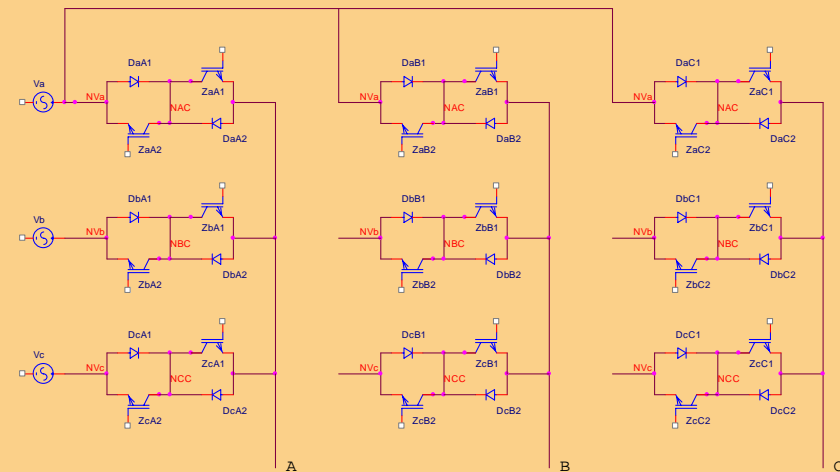 DaA1
DaB1
DaC1
Va
ZaA1
ZaB1
ZaC1
NVa
NAC
NVa
NAC
NVa
NAC
DaA2
DaB2
DaC2
ZaA2
ZaB2
ZaC2
DbA1
DbB1
DbC1
Vb
ZbA1
ZbB1
ZbC1
NVb
NBC
NVb
NBC
NVb
NBC
DbA2
DbB2
DbC2
ZbA2
ZbB2
ZbC2
DcA1
DcB1
DcC1
Vc
ZcA1
ZcB1
ZcC1
NVc
NCC
NVc
NCC
NVc
NCC
DcA2
DcB2
DcC2
ZcA2
ZcB2
ZcC2
A
B
C